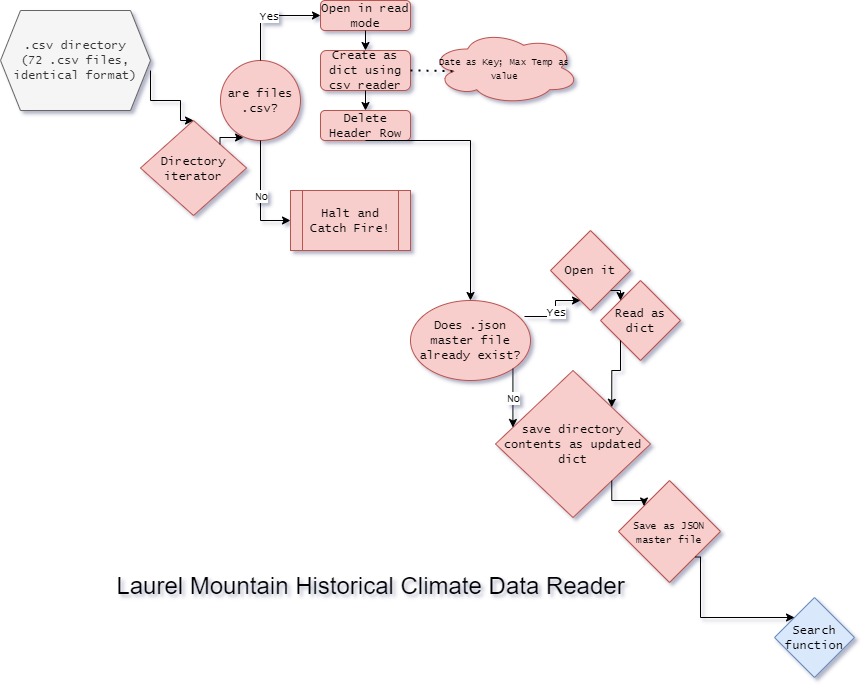 .csv directory
(72 .csv files,
identical format)
Directory
iterator
are files
.csv?
Yes
No
Open in read
mode
Create as
dict using
csv reader
Date as Key; Max Temp as
value
Delete
Header Row
Halt and
Catch Fire!
Does .json
master file
already exist?
Yes
No
Open it
Read as
dict
save directory
contents as updated
dict
Save as JSON
master file
Search
function
Laurel Mountain Historical Climate Data Reader